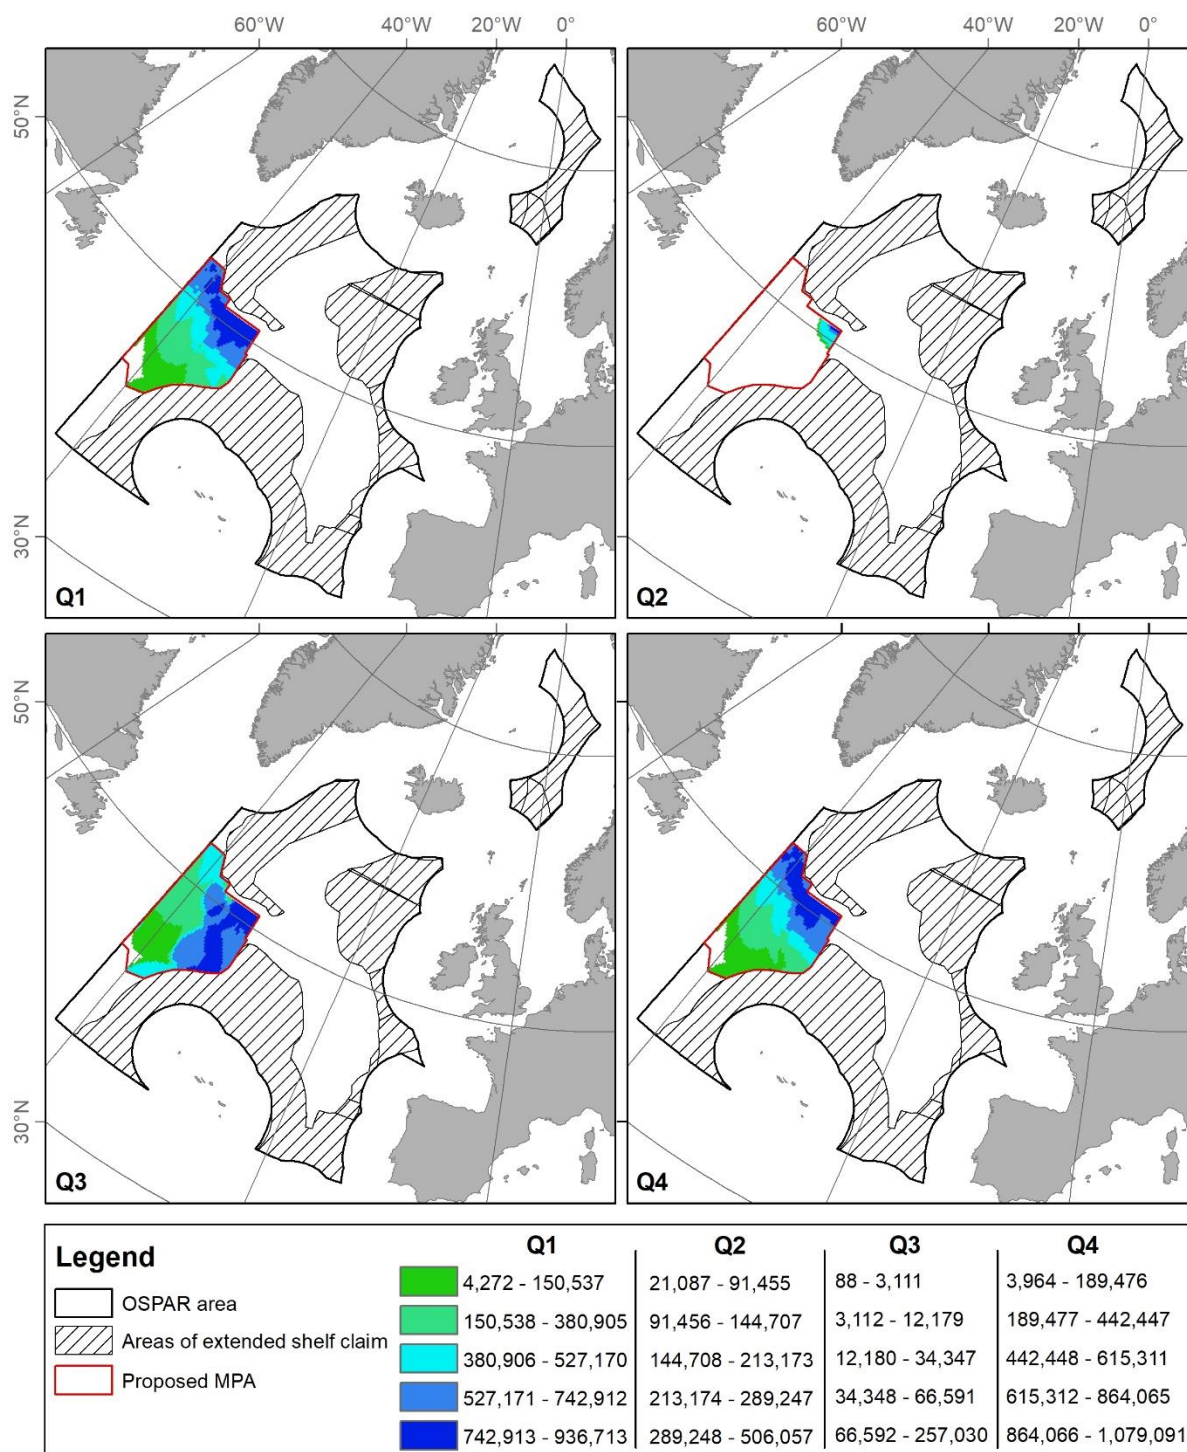 60°W 40°W 20°W 0° 60°W 40°W 20°W 0°
50°N
30°N
Q1 Q2
50°N
30°N
Q3 Q4
Legend
OSPAR area
Areas of extended shelf claim
Proposed MPA
Q1 Q2 Q3 Q4
4,272 - 150,537 21,087 - 91,455 88 - 3,111 3,964 - 189,476
150,538 - 380,905 91,456 - 144,707 3,112 - 12,179 189,477 - 442,447
380,906 - 527,170 144,708 - 213,173 12,180 - 34,347 442,448 - 615,311
527,171 - 742,912 213,174 - 289,247 34,348 - 66,591 615,312 - 864,065
742,913 - 936,713 289,248 - 506,057 66,592 - 257,030 864,066 - 1,079,091